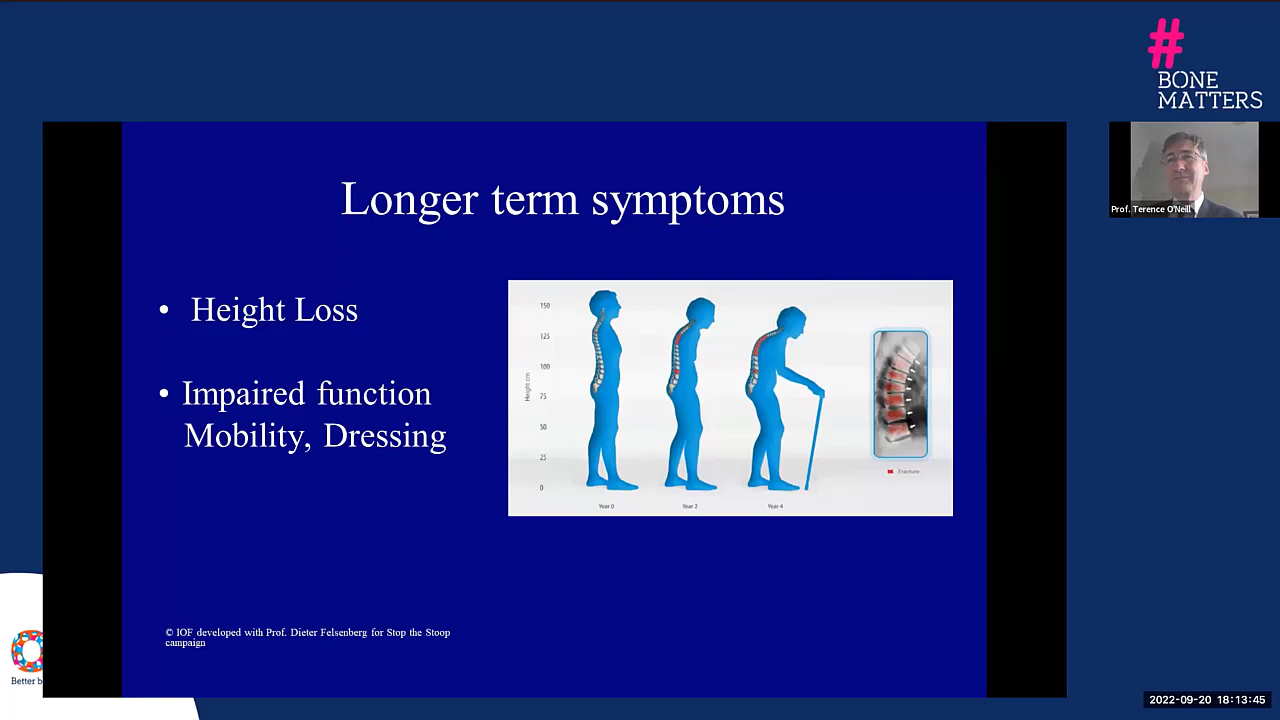 #
BONE
MATTERS
Prof. Terence O'Neill
Longer term symptoms
• Height Loss
• Impaired function
Mobility, Dressing
150
125
100
75
50
25
0
Height cm
Year 0
Year 2
Year 4
Fracture
© IOF developed with Prof. Dieter Felsenberg for Stop the Stoop
campaign
Better b
2022-09-20 18:13:45